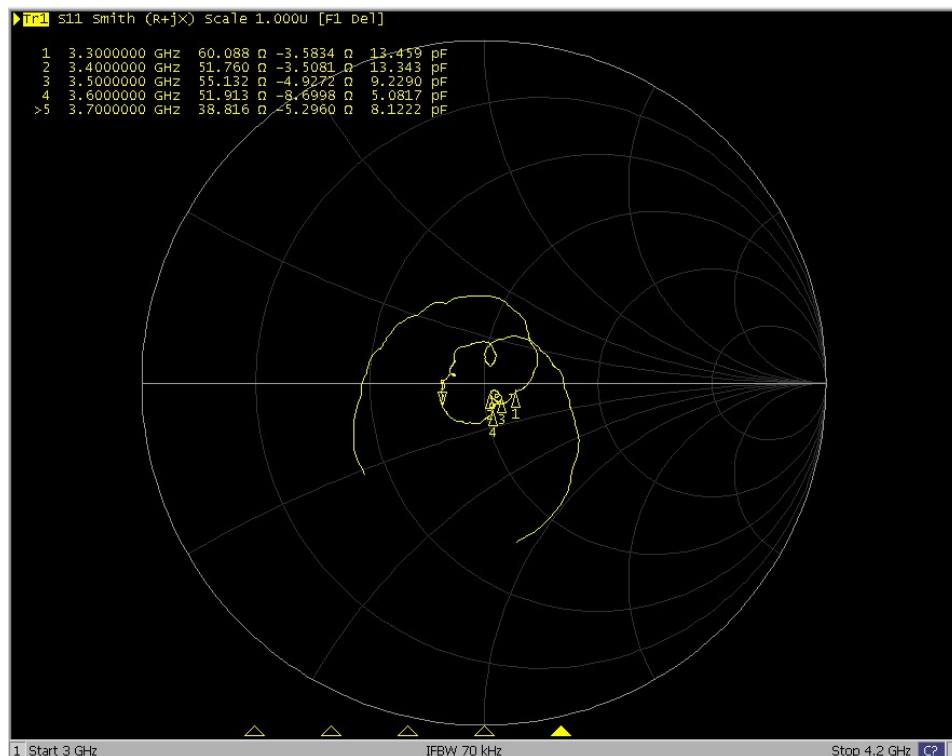 Tr1 S11 Smith (R+jX) Scale 1.000U [F1 Del]
1 3.3000000 GHz 60.088 Ω -3.5834 Ω 13.459 pF
2 3.4000000 GHz 51.760 Ω -3.5081 Ω 13.343 pF
3 3.5000000 GHz 55.132 Ω -4.9272 Ω 9.2290 pF
4 3.6000000 GHz 51.913 Ω -8.6998 Ω 5.0817 pF
>5 3.7000000 GHz 38.816 Ω -5.2960 Ω 8.1222 pF
3
1
4
1 Start 3 GHz IFBW 70 kHz Stop 4.2 GHz C?